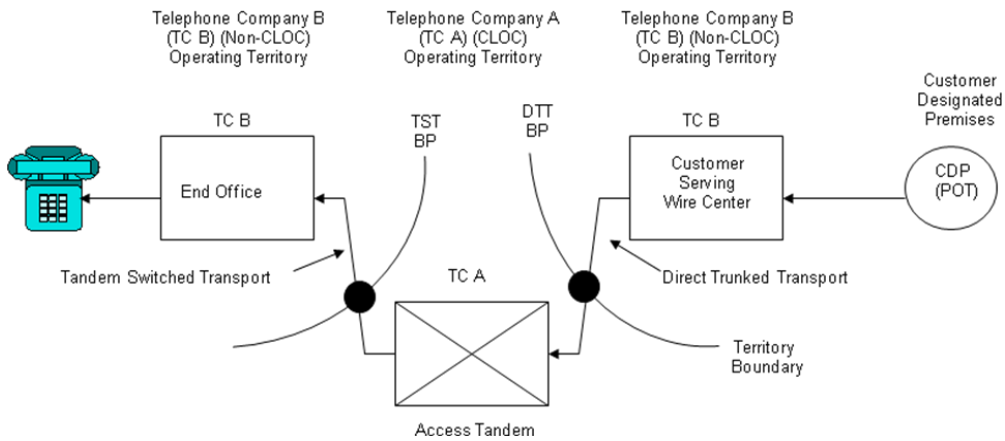 Telephone Company B
(TC B) (Non-CLOC)
Operating Territory
Telephone Company A
(TC A) (CLOC)
Operating Territory
Telephone Company B
(TC B) (Non-CLOC)
Operating Territory
Customer
Designated
Premises
TC B
TST
BP
DTT
BP
TC B
End Office
Customer
Serving
Wire Center
CDP
(POT)
Tandem Switched Transport
TC A
Direct Trunked Transport
Territory
Boundary
Access Tandem